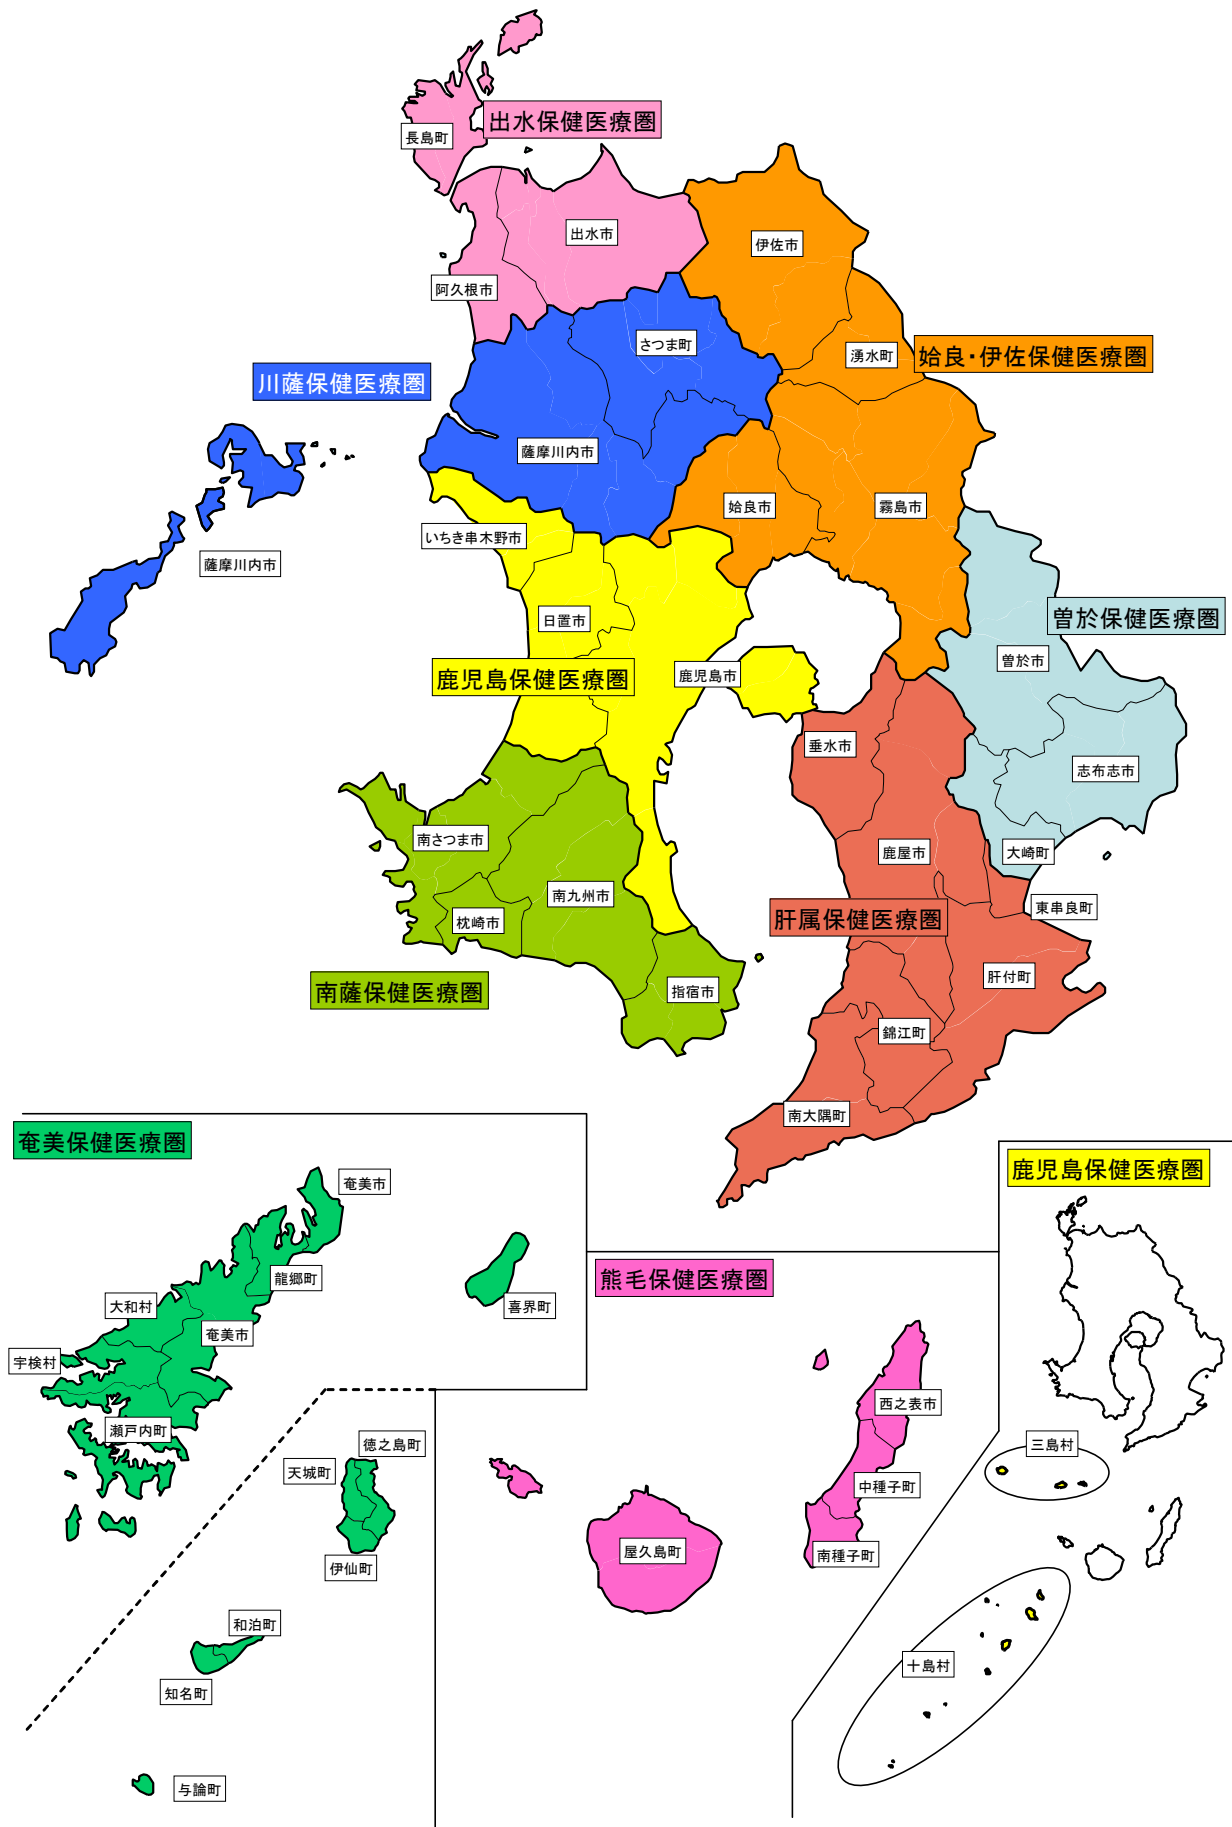 出水保健医療圏
長島町
出水市
伊佐市
阿久根市
さつま町
湧水町
姶良・伊佐保健医療圏
川薩保健医療圏
薩摩川内市
姶良市
霧島市
いちき串木野市
薩摩川内市
曽於保健医療圏
日置市
曽於市
鹿児島保健医療圏
鹿児島市
垂水市
志布志市
南さつま市
鹿屋市
大崎町
南九州市
東串良町
枕崎市
肝属保健医療圏
南薩保健医療圏
指宿市
肝付町
錦江町
南大隅町
奄美保健医療圏
鹿児島保健医療圏
奄美市
龍郷町
熊毛保健医療圏
大和村
喜界町
奄美市
宇検村
西之表市
瀬戸内町
徳之島町
三島村
天城町
中種子町
屋久島町
南種子町
伊仙町
和泊町
十島村
知名町
与論町